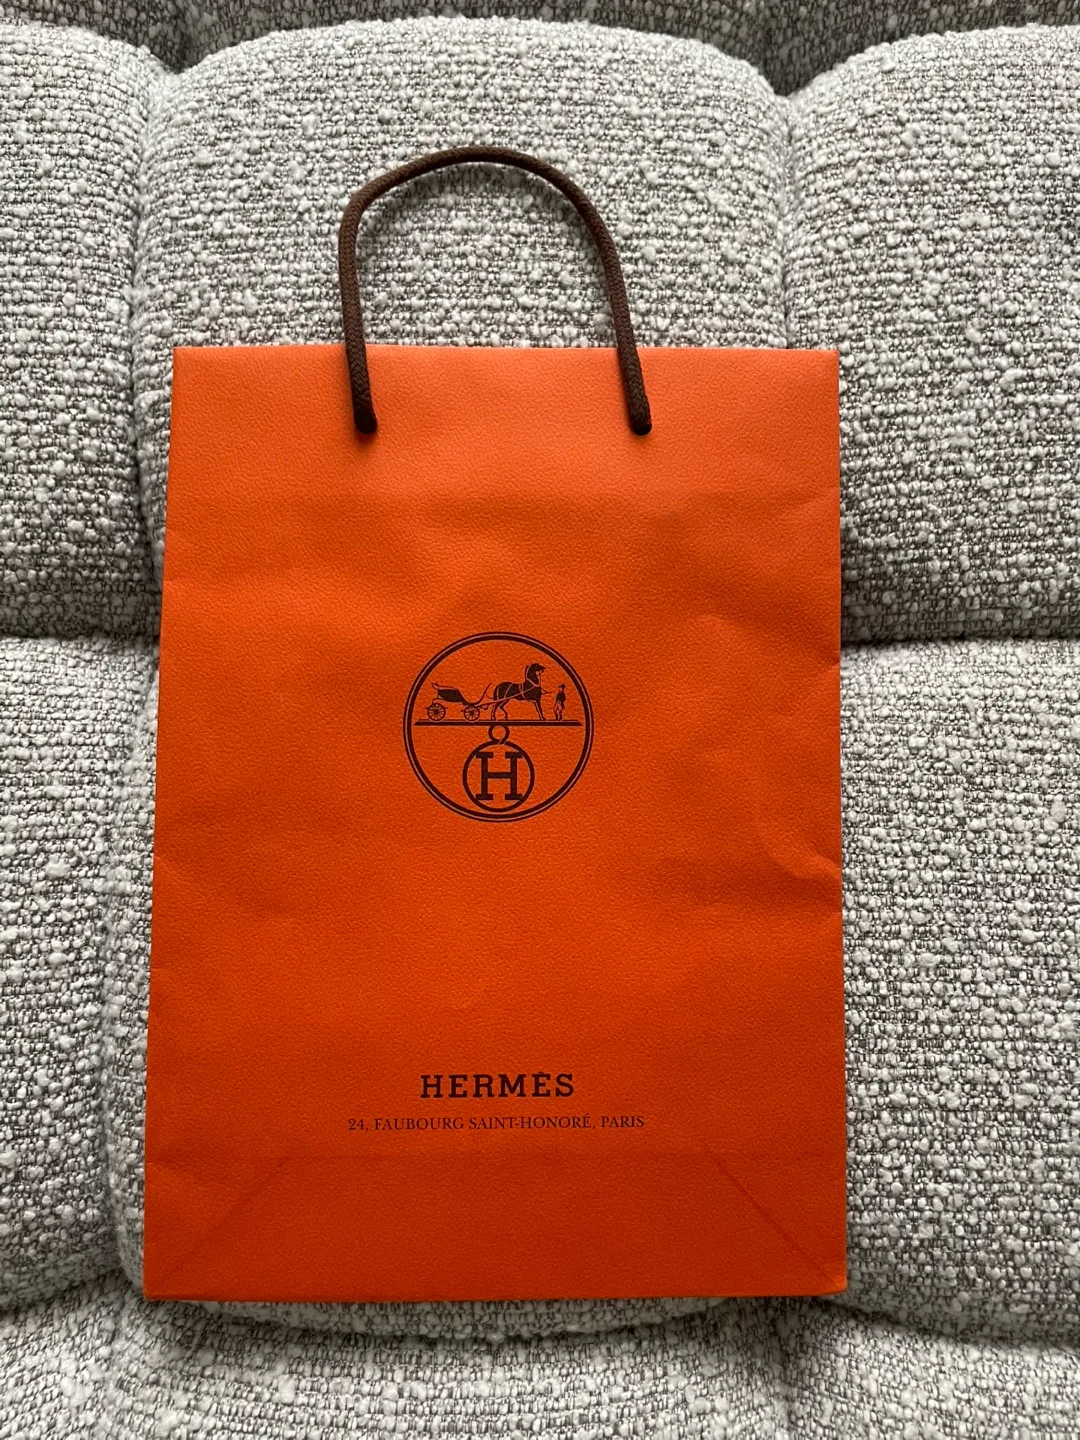 H
HERMÈS
24, FAUBOURG SAINT-HONORÉ, PARIS